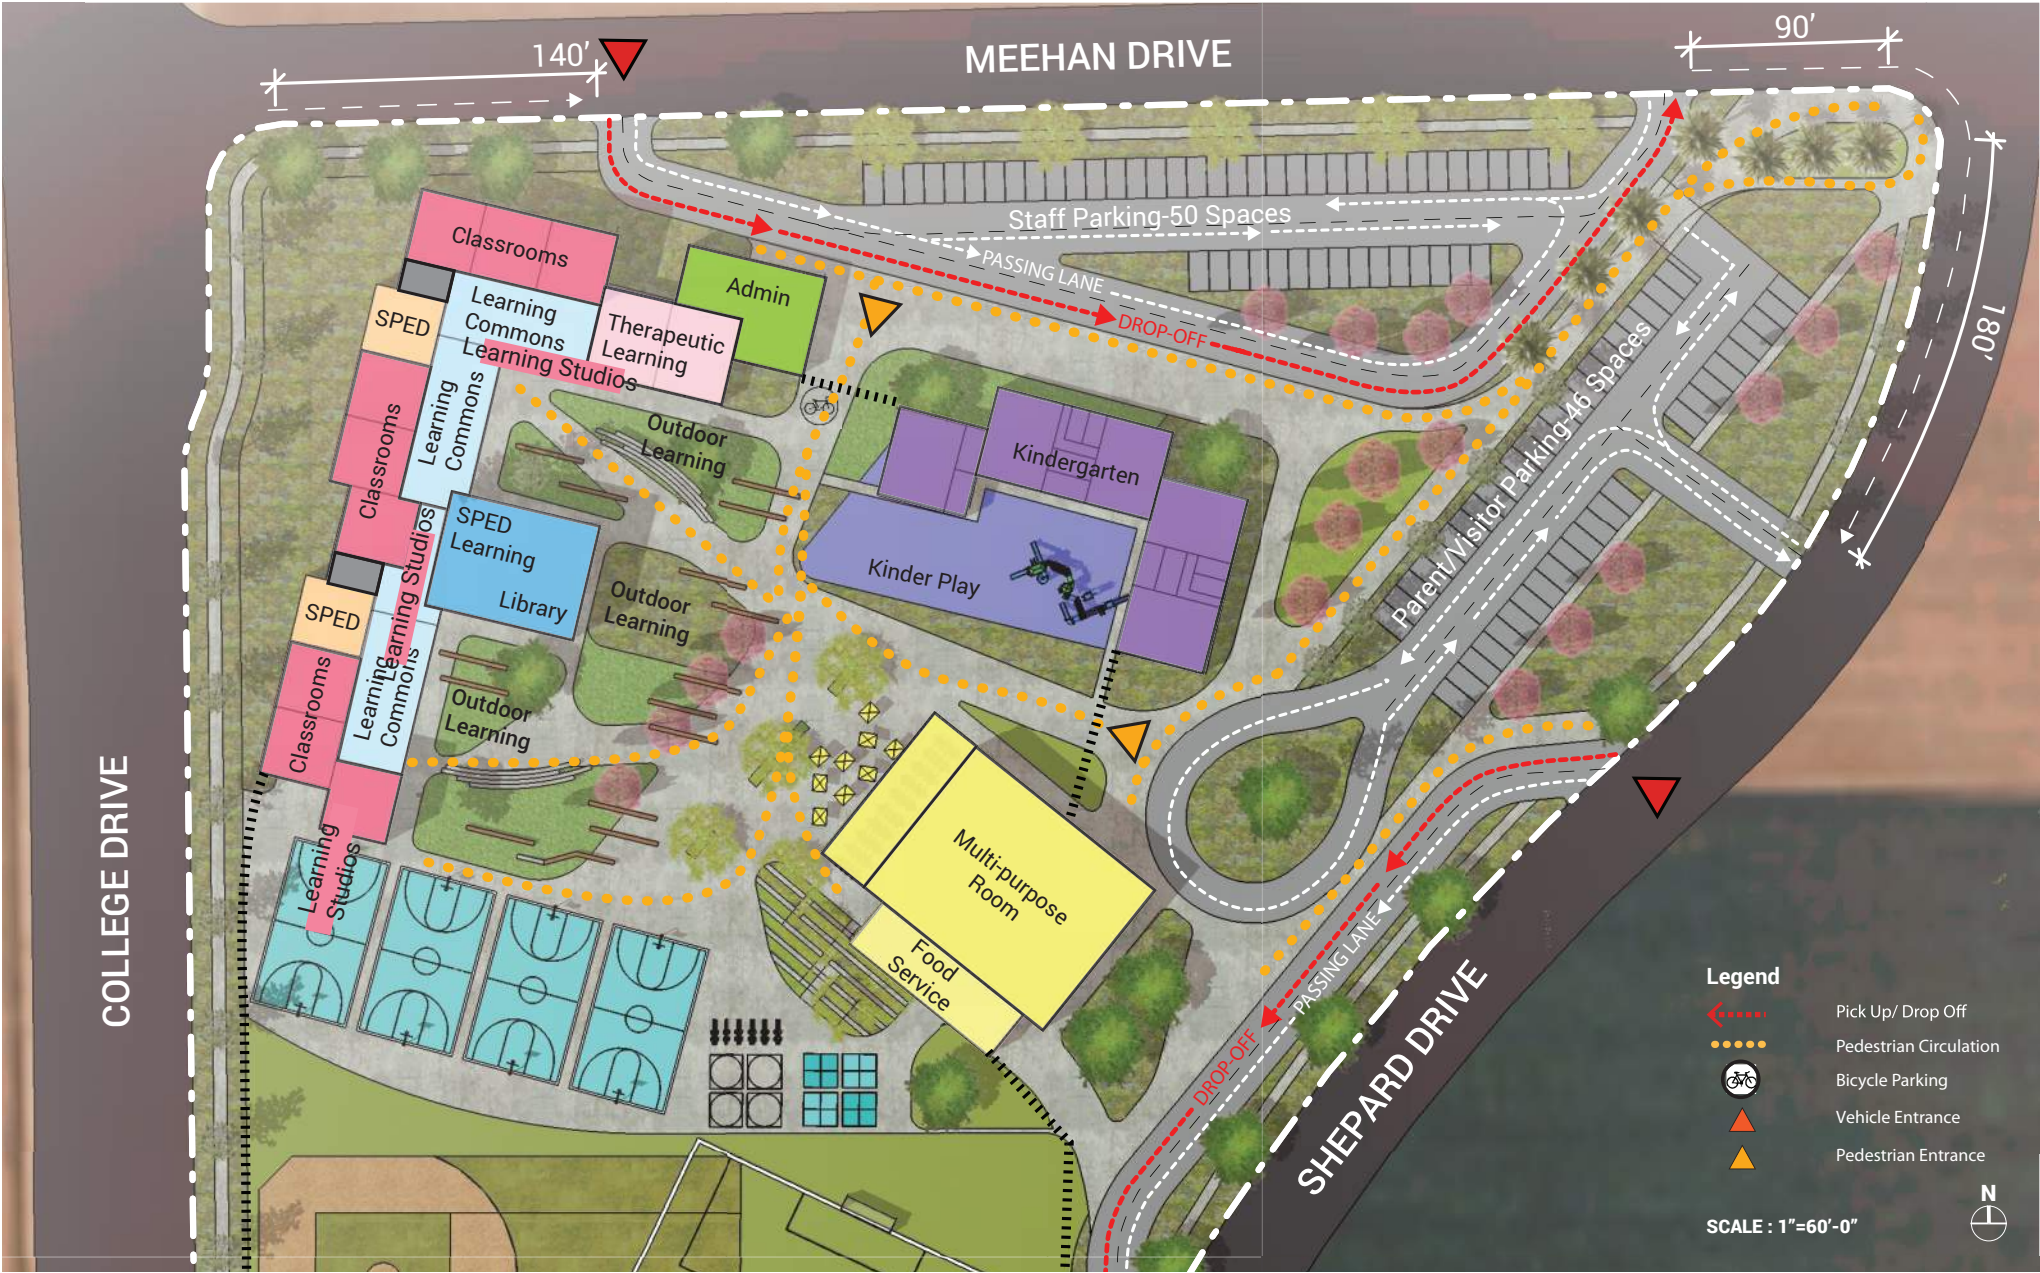 140'
MEEHAN DRIVE
90'
180'
Staff Parking-50 Spaces
PASSING LANE
DROP-OFF
Classrooms
Admin
Learning
Commons
SPED
Therapeutic
Learning
Learning Studios
Learning
Commons
Classrooms
Outdoor
Learning
Kindergarten
Parent/Visitor Parking-46 Spaces
SPED
Learning
Library
Learning Studios
Kinder Play
Outdoor
Learning
SPED
Learning
Commons
Classrooms
Outdoor
Learning
COLLEGE DRIVE
Learning
Studios
Multi-purpose
Room
Food
Service
PASSING LANE
DROP-OFF
SHEPARD DRIVE
Legend
Pick Up/ Drop Off
Pedestrian Circulation
Bicycle Parking
Vehicle Entrance
Pedestrian Entrance
N
SCALE : 1"=60'-0"